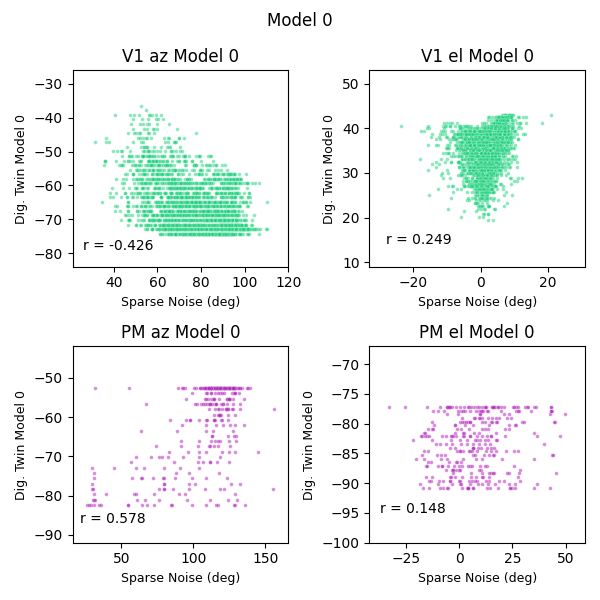 Model 0
V1 az Model 0
Dig. Twin Model 0
−30
−40
−50
−60
−70
−80
r = -0.426
40 60 80 100 120
Sparse Noise (deg)
V1 el Model 0
Dig. Twin Model 0
50
40
30
20
10
r = 0.249
−20 0 20
Sparse Noise (deg)
PM az Model 0
Dig. Twin Model 0
−50
−60
−70
−80
−90
r = 0.578
50 100 150
Sparse Noise (deg)
PM el Model 0
Dig. Twin Model 0
−70
−75
−80
−85
−90
−95
−100
r = 0.148
−25 0 25 50
Sparse Noise (deg)